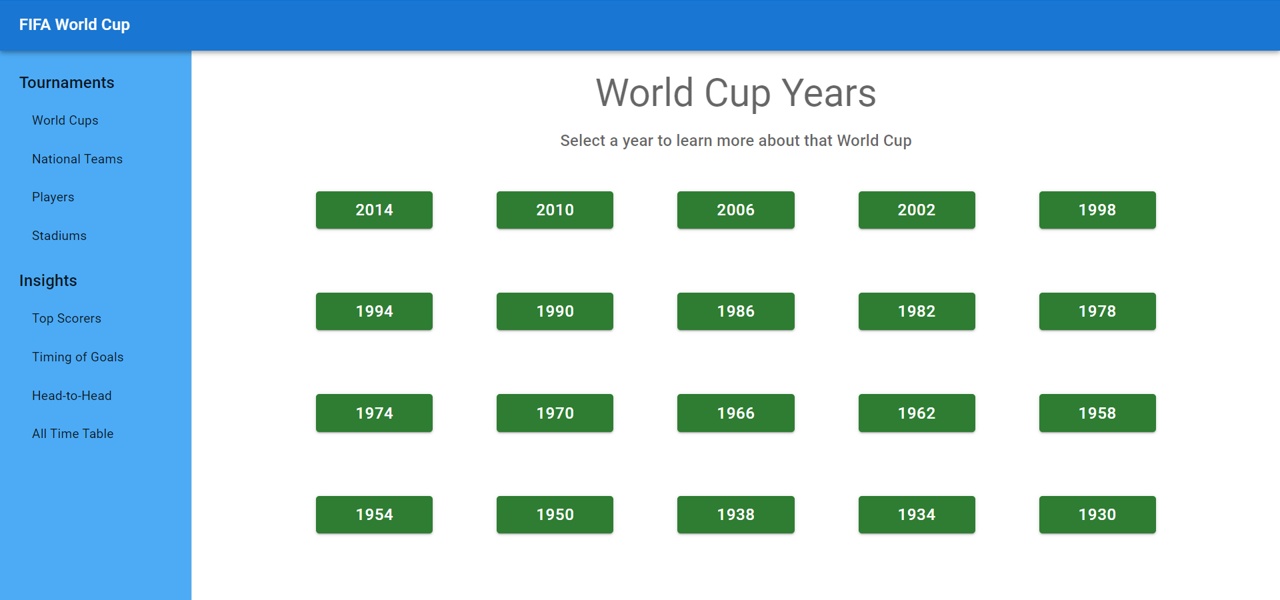 FIFA World Cup
Tournaments
World Cups
National Teams
Players
Stadiums
Insights
Top Scorers
Timing of Goals
Head-to-Head
All Time Table
World Cup Years
Select a year to learn more about that World Cup
2014 2010 2006 2002 1998
1994 1990 1986 1982 1978
1974 1970 1966 1962 1958
1954 1950 1938 1934 1930